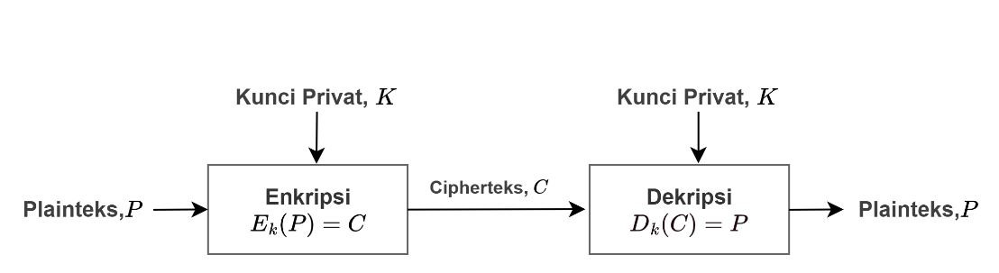 Kunci Privat, K
Kunci Privat, K
Plainteks,P
Enkripsi
E_k(P) = C
Cipherteks, C
Dekripsi
D_k(C) = P
Plainteks,P